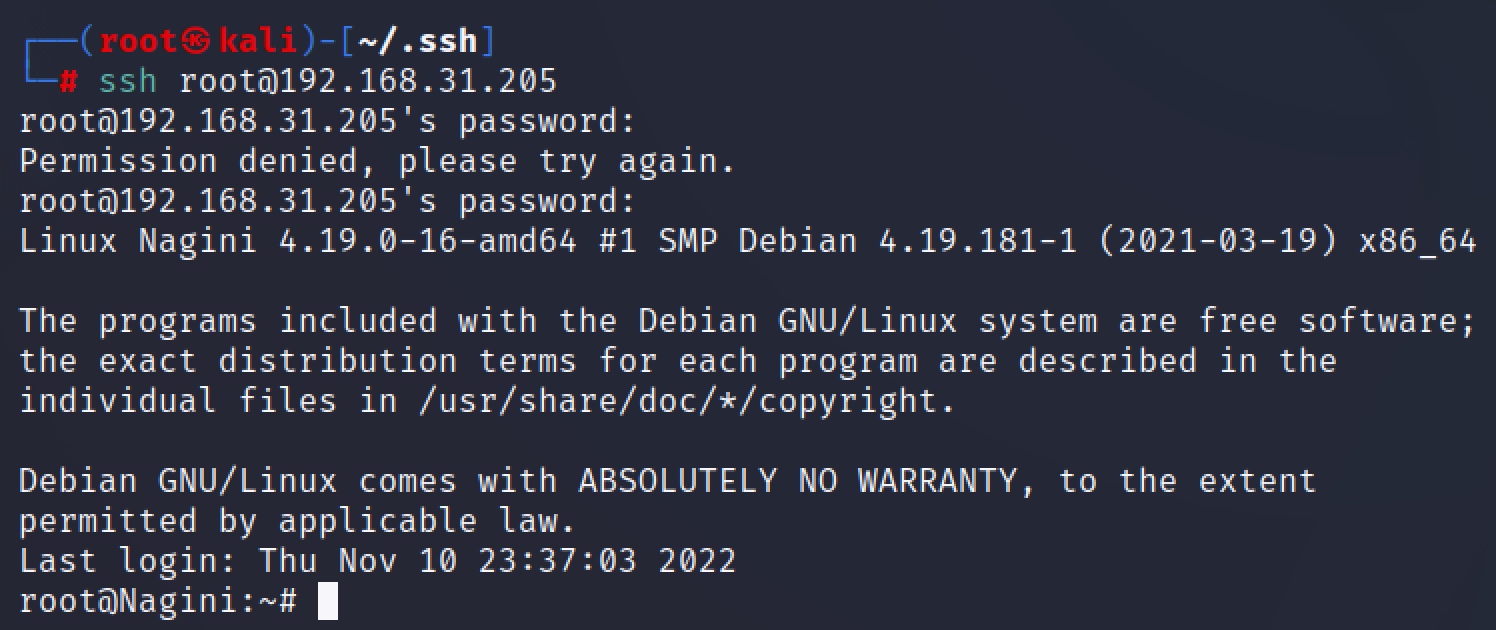 ┌──(root㉿kali)-[~/.ssh]
└─# ssh root@192.168.31.205
root@192.168.31.205's password:
Permission denied, please try again.
root@192.168.31.205's password:
Linux Nagini 4.19.0-16-amd64 #1 SMP Debian 4.19.181-1 (2021-03-19) x86_64

The programs included with the Debian GNU/Linux system are free software;
the exact distribution terms for each program are described in the
individual files in /usr/share/doc/*/copyright.

Debian GNU/Linux comes with ABSOLUTELY NO WARRANTY, to the extent
permitted by applicable law.
Last login: Thu Nov 10 23:37:03 2022
root@Nagini:~#